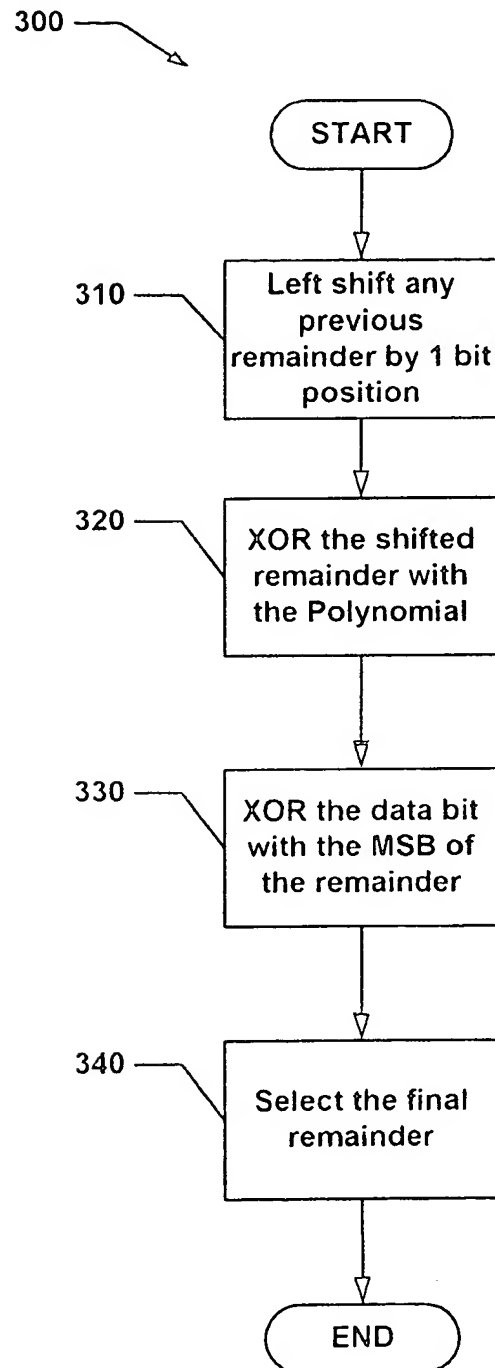 300
START
310
Left shift any
previous
remainder by 1 bit
position
320
XOR the shifted
remainder with
the Polynomial
330
XOR the data bit
with the MSB of
the remainder
340
Select the final
remainder
END